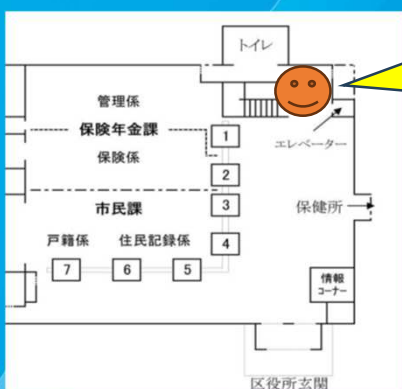 トイレ
管理係
保険年金課
保険係
市民課
戸籍係 住民記録係
1
2
3
4
7 6 5
エレベーター
保健所
情報
コーナー
区役所玄関